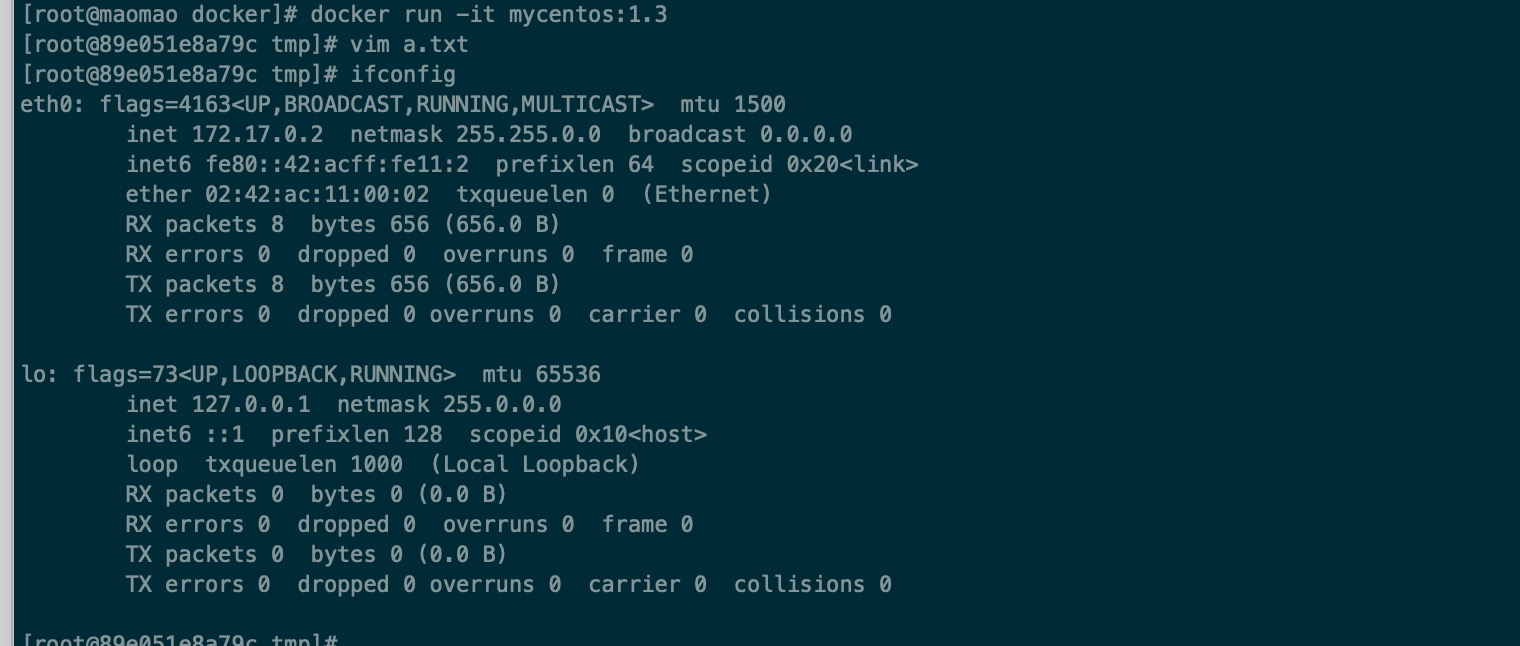 [root@maomao docker]# docker run -it mycentos:1.3
[root@89e051e8a79c tmp]# vim a.txt
[root@89e051e8a79c tmp]# ifconfig
eth0: flags=4163<UP,BROADCAST,RUNNING,MULTICAST>  mtu 1500
        inet 172.17.0.2  netmask 255.255.0.0  broadcast 0.0.0.0
        inet6 fe80::42:acff:fe11:2  prefixlen 64  scopeid 0x20<link>
        ether 02:42:ac:11:00:02  txqueuelen 0  (Ethernet)
        RX packets 8  bytes 656 (656.0 B)
        RX errors 0  dropped 0  overruns 0  frame 0
        TX packets 8  bytes 656 (656.0 B)
        TX errors 0  dropped 0 overruns 0  carrier 0  collisions 0

lo: flags=73<UP,LOOPBACK,RUNNING>  mtu 65536
        inet 127.0.0.1  netmask 255.0.0.0
        inet6 ::1  prefixlen 128  scopeid 0x10<host>
        loop  txqueuelen 1000  (Local Loopback)
        RX packets 0  bytes 0 (0.0 B)
        RX errors 0  dropped 0  overruns 0  frame 0
        TX packets 0  bytes 0 (0.0 B)
        TX errors 0  dropped 0 overruns 0  carrier 0  collisions 0

[root@89e051e8a79c tmp]#